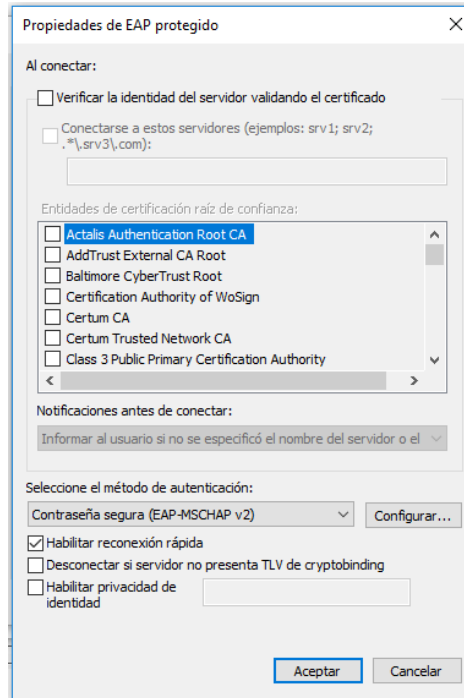 Propiedades de EAP protegido
Al conectar:
Verificar la identidad del servidor validando el certificado
Conectarse a estos servidores (ejemplos: srv1; srv2;
.*\.srv3\.com):
Entidades de certificación raíz de confianza:
Actalis Authentication Root CA
AddTrust External CA Root
Baltimore CyberTrust Root
Certification Authority of WoSign
Certum CA
Certum Trusted Network CA
Class 3 Public Primary Certification Authority
Notificaciones antes de conectar:
Informar al usuario si no se especificó el nombre del servidor o el
Seleccione el método de autenticación:
Contraseña segura (EAP-MSCHAP v2)
Configurar...
Habilitar reconexión rápida
Desconectar si servidor no presenta TLV de cryptobinding
Habilitar privacidad de
identidad
Aceptar
Cancelar